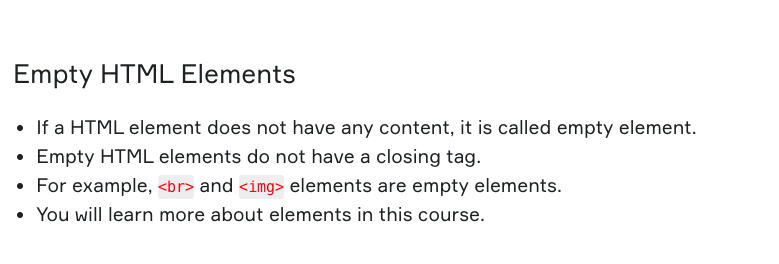 Empty HTML Elements
If a HTML element does not have any content, it is called empty element.
Empty HTML elements do not have a closing tag.
For example, <br> and <img> elements are empty elements.
You will learn more about elements in this course.